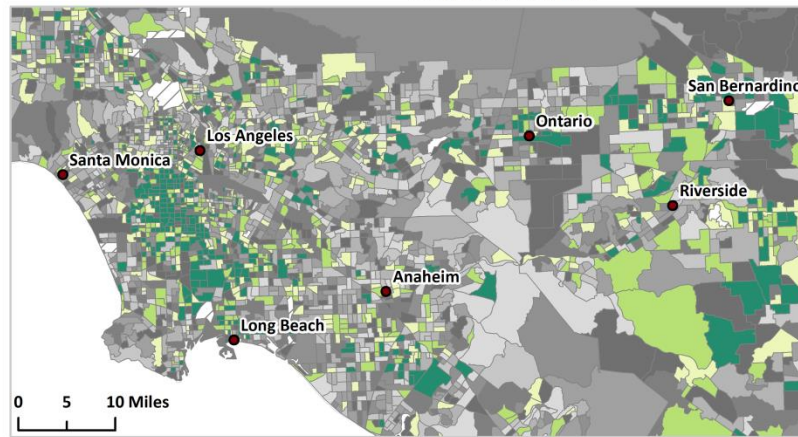 San Bernardino
Ontario
Los Angeles
Santa Monica
Riverside
Anaheim
Long Beach
0 5 10 Miles